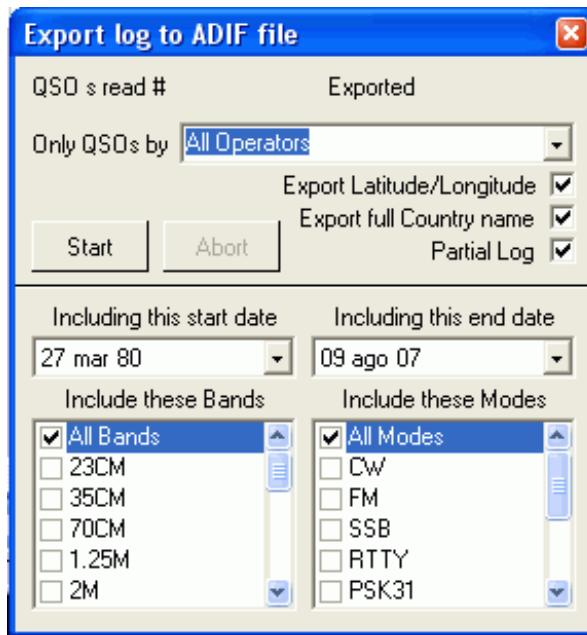 Export log to ADIF file
QSO s read # Exported
Only QSOs by All Operators
Export Latitude/Longitude
Export full Country name
Start Abort Partial Log
Including this start date Including this end date
27 mar 80 09 ago 07
Include these Bands Include these Modes
All Bands All Modes
23CM CW
35CM FM
70CM SSB
1.25M RTTY
2M PSK31